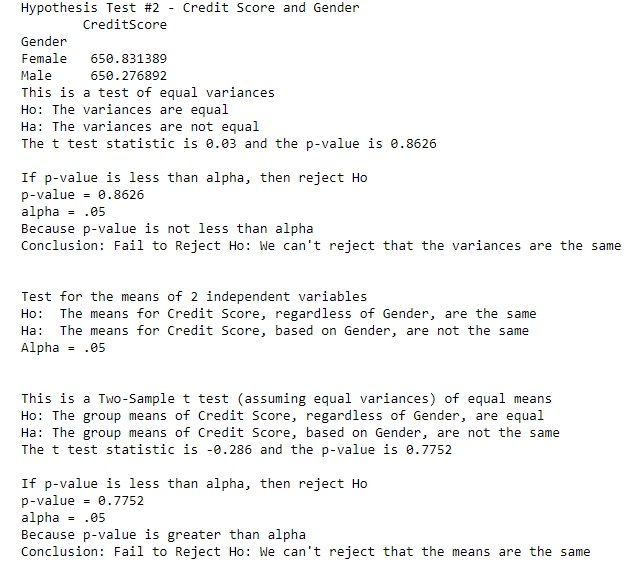 Hypothesis Test #2 - Credit Score and Gender
CreditScore
Gender
Female 650.831389
Male 650.276892
This is a test of equal variances
Ho: The variances are equal
Ha: The variances are not equal
The t test statistic is 0.03 and the p-value is 0.8626
If p-value is less than alpha, then reject Ho
p-value = 0.8626
alpha = .05
Because p-value is not less than alpha
Conclusion: Fail to Reject Ho: We can't reject that the variances are the same
Test for the means of 2 independent variables
Ho:  The means for Credit Score, regardless of Gender, are the same
Ha:  The means for Credit Score, based on Gender, are not the same
Alpha = .05
This is a Two-Sample t test (assuming equal variances) of equal means
Ho: The group means of Credit Score, regardless of Gender, are equal
Ha: The group means of Credit Score, based on Gender, are not the same
The t test statistic is -0.286 and the p-value is 0.7752
If p-value is less than alpha, then reject Ho
p-value = 0.7752
alpha = .05
Because p-value is greater than alpha
Conclusion: Fail to Reject Ho: We can't reject that the means are the same